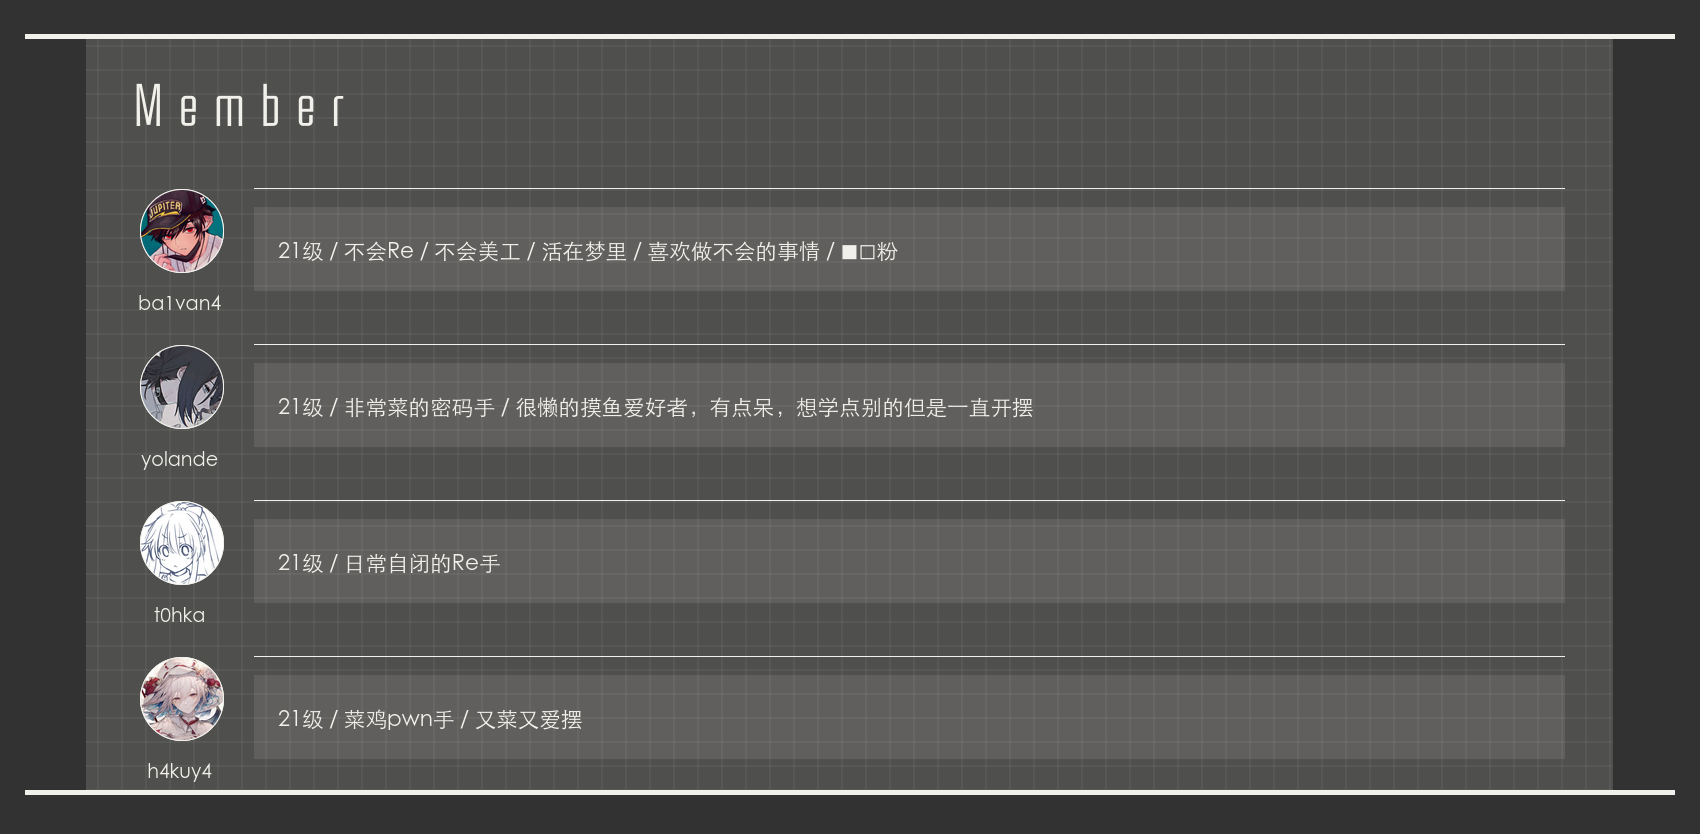 Member
JUPITER
21级 / 不会Re / 不会美工 / 活在梦里 / 喜欢做不会的事情 / ■□粉
ba1van4
21级 / 非常菜的密码手 / 很懒的摸鱼爱好者，有点呆，想学点别的但是一直开摆
yolande
21级 / 日常自闭的Re手
t0hka
21级 / 菜鸡pwn手 / 又菜又爱摆
h4kuy4